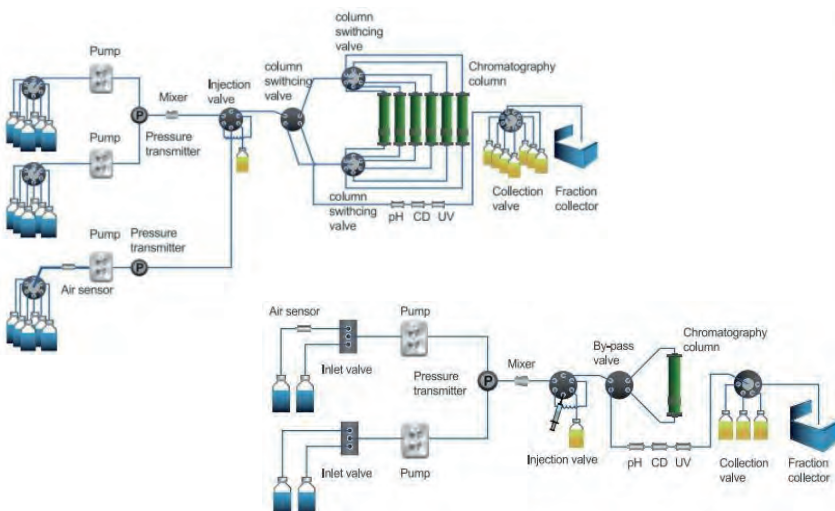 Pump
Mixer
Pressure
transmitter
Pump
Injection
valve
column
swithcing
valve
column
swithcing
valve
Chromatography
column
column
swithcing
valve
pH CD UV
Collection
valve
Fraction
collector
Pump
Pressure
transmitter
P
P
Air sensor
Air sensor
Inlet valve
Pump
Pressure
transmitter
P
Mixer
By-pass
valve
Chromatography
column
Inlet valve
Pump
Injection valve
pH CD UV
Collection
valve
Fraction
collector